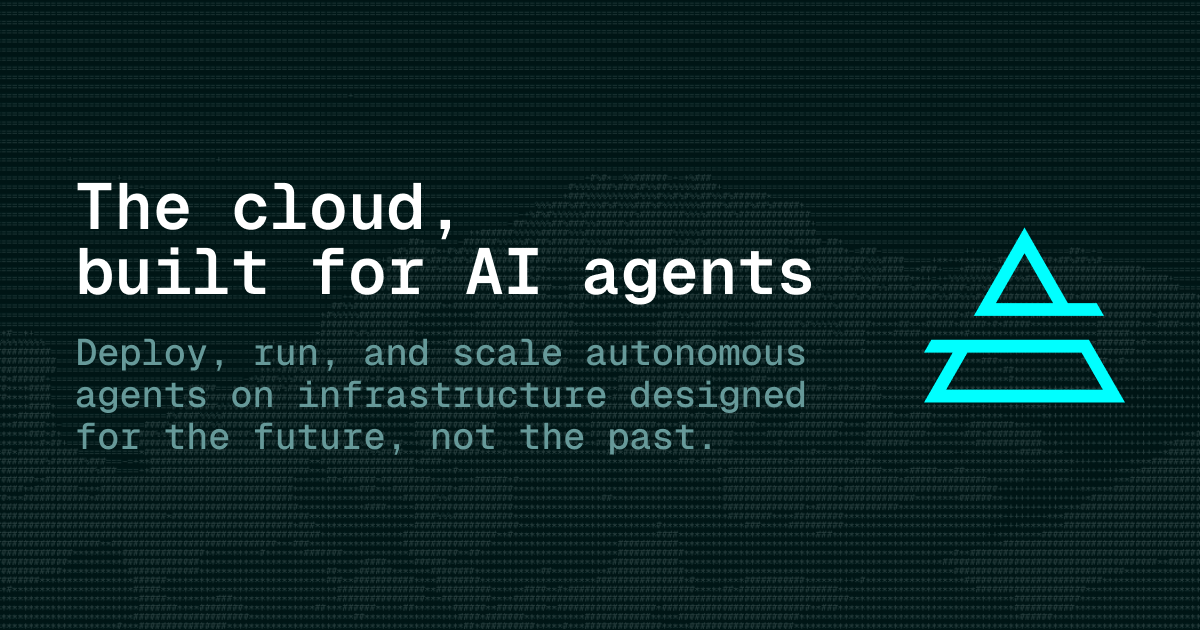 The cloud,
built for AI agents
Deploy, run, and scale autonomous
agents on infrastructure designed
for the future, not the past.